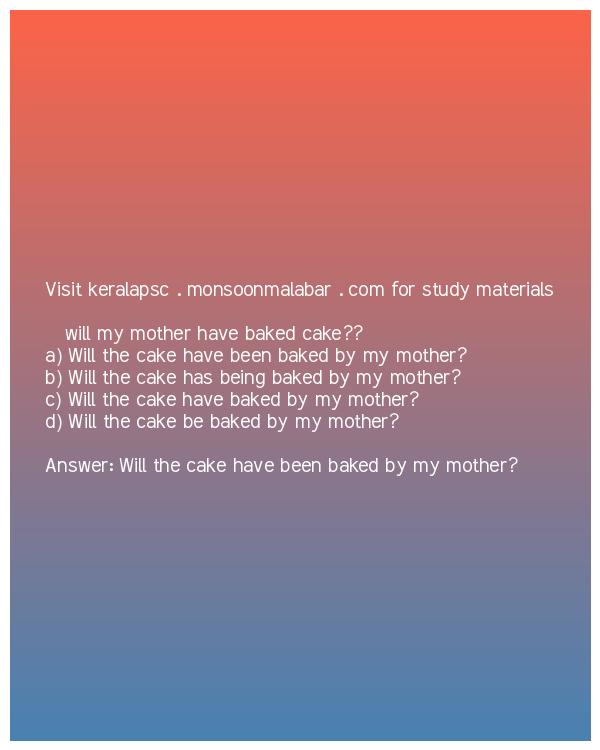 Visit keralapsc . monsoonmalabar . com for study materials
will my mother have baked cake??
a) Will the cake have been baked by my mother?
b) Will the cake has being baked by my mother?
c) Will the cake have baked by my mother?
d) Will the cake be baked by my mother?
Answer: Will the cake have been baked by my mother?